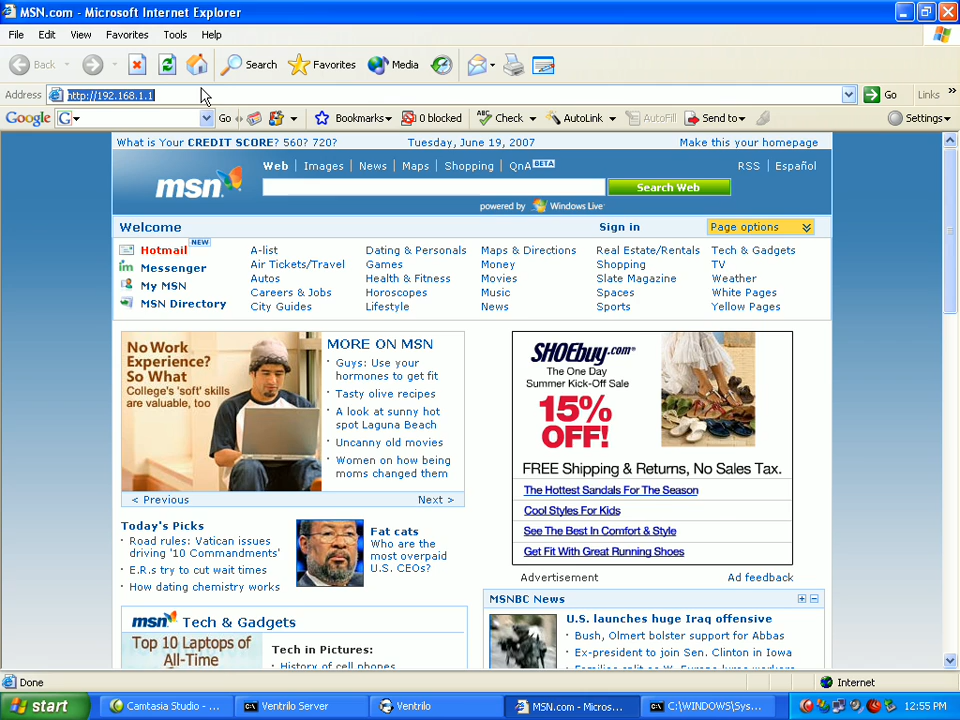 MSN.com - Microsoft Internet Explorer
File Edit View Favorites Tools Help
Back Search Favorites Media
Address http://192.168.1.1 Go Links »
Google G Go Bookmarks 0 blocked Check AutoLink AutoFill Send to Settings
What is Your CREDIT SCORE? 560? 720? Tuesday, June 19, 2007 Make this your homepage
Web Images News Maps Shopping QnA BETA RSS Español
msn
Search Web
powered by Windows Live™
Welcome Sign in Page options
Hotmail NEW
Messenger
My MSN
MSN Directory
A-list
Air Tickets/Travel
Autos
Careers & Jobs
City Guides
Dating & Personals
Games
Health & Fitness
Horoscopes
Lifestyle
Maps & Directions
Money
Movies
Music
News
Real Estate/Rentals
Shopping
Slate Magazine
Spaces
Sports
Tech & Gadgets
TV
Weather
White Pages
Yellow Pages
No Work
Experience?
So What
College's 'soft' skills
are valuable, too
MORE ON MSN
Guys: Use your
hormones to get fit
Tasty olive recipes
A look at sunny hot
spot Laguna Beach
Uncanny old movies
Women on how being
moms changed them
< Previous Next >
SHOEbuy.com
The One Day
Summer Kick-Off Sale
15%
OFF!
FREE Shipping & Returns, No Sales Tax.
The Hottest Sandals For The Season
Cool Styles For Kids
See The Best In Comfort & Style
Get Fit With Great Running Shoes
Advertisement Ad feedback
Today's Picks
Road rules: Vatican issues
driving '10 Commandments'
E.R.s try to cut wait times
How dating chemistry works
Fat cats
Who are the
most overpaid
U.S. CEOs?
msn Tech & Gadgets
Top 10 Laptops of
All-Time
Tech in Pictures:
History of cell phones
MSNBC News
U.S. launches huge Iraq offensive
Bush, Olmert bolster support for Abbas
Ex-president to join Sen. Clinton in Iowa
Families split as W. Europe lures workers
Done Internet
start Camtasia Studio - ... Ventrilo Server Ventrilo MSN.com - Micros... C:\WINDOWS\Sys... 12:55 PM